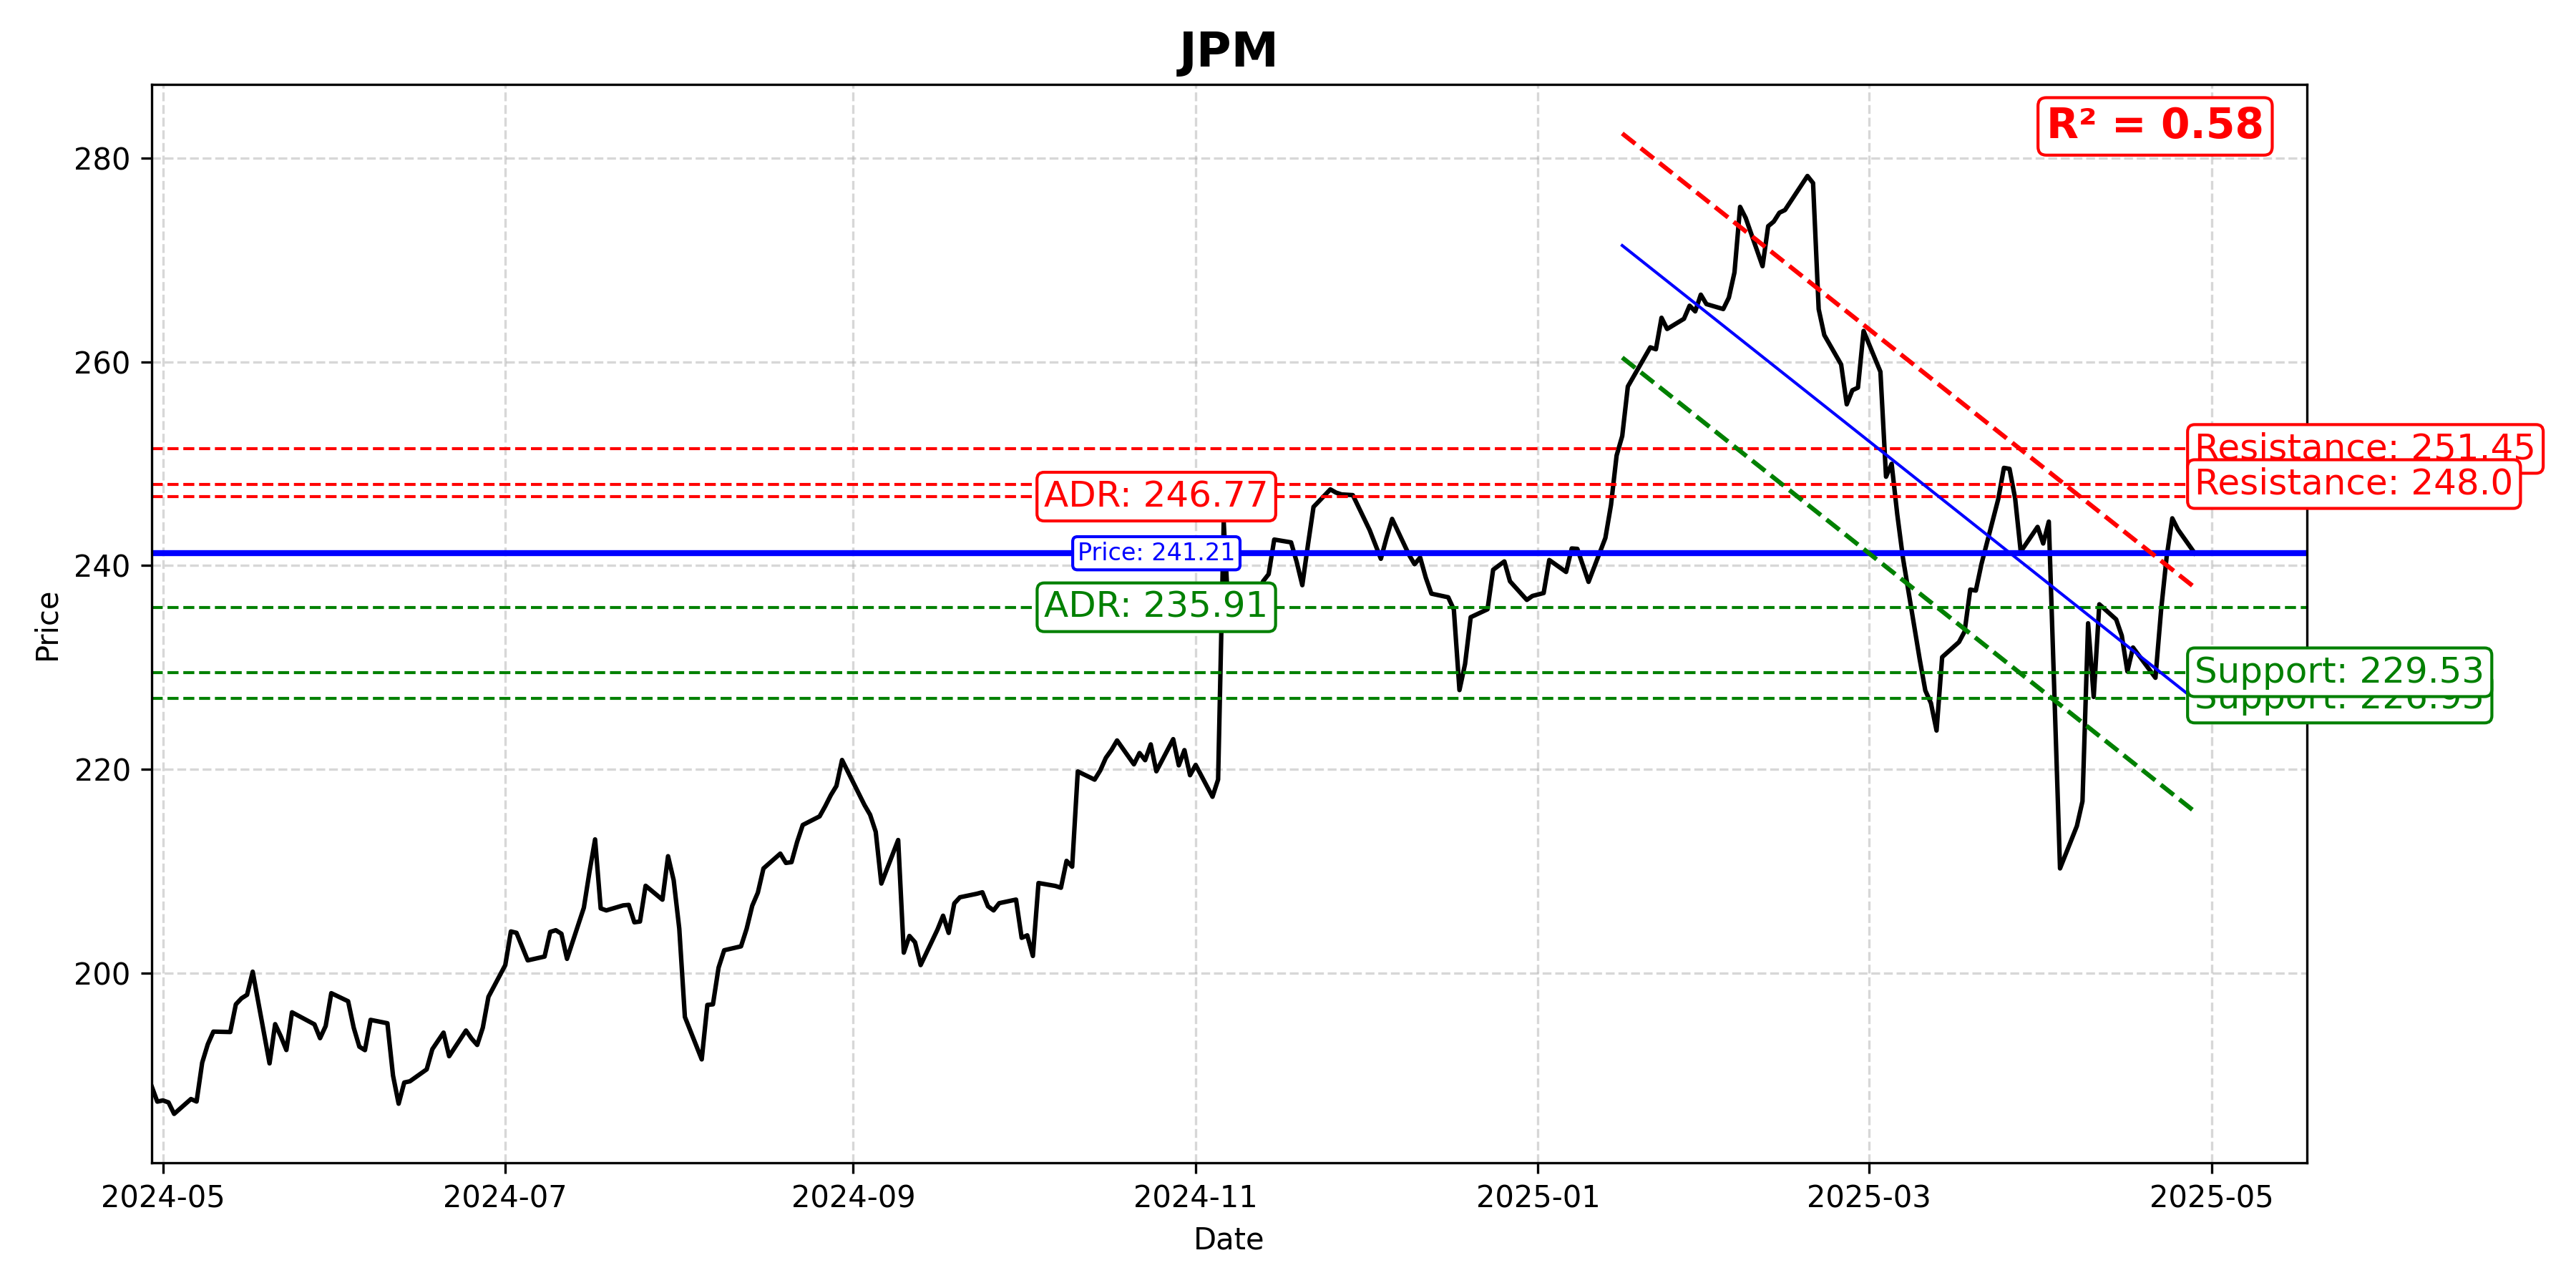 JPM
R² = 0.58
280
260
240
220
200
Price
Resistance: 251.45
Resistance: 248.0
ADR: 246.77
Price: 241.21
ADR: 235.91
Support: 229.53
Support:
2024-05
2024-07
2024-09
2024-11
2025-01
2025-03
2025-05
Date